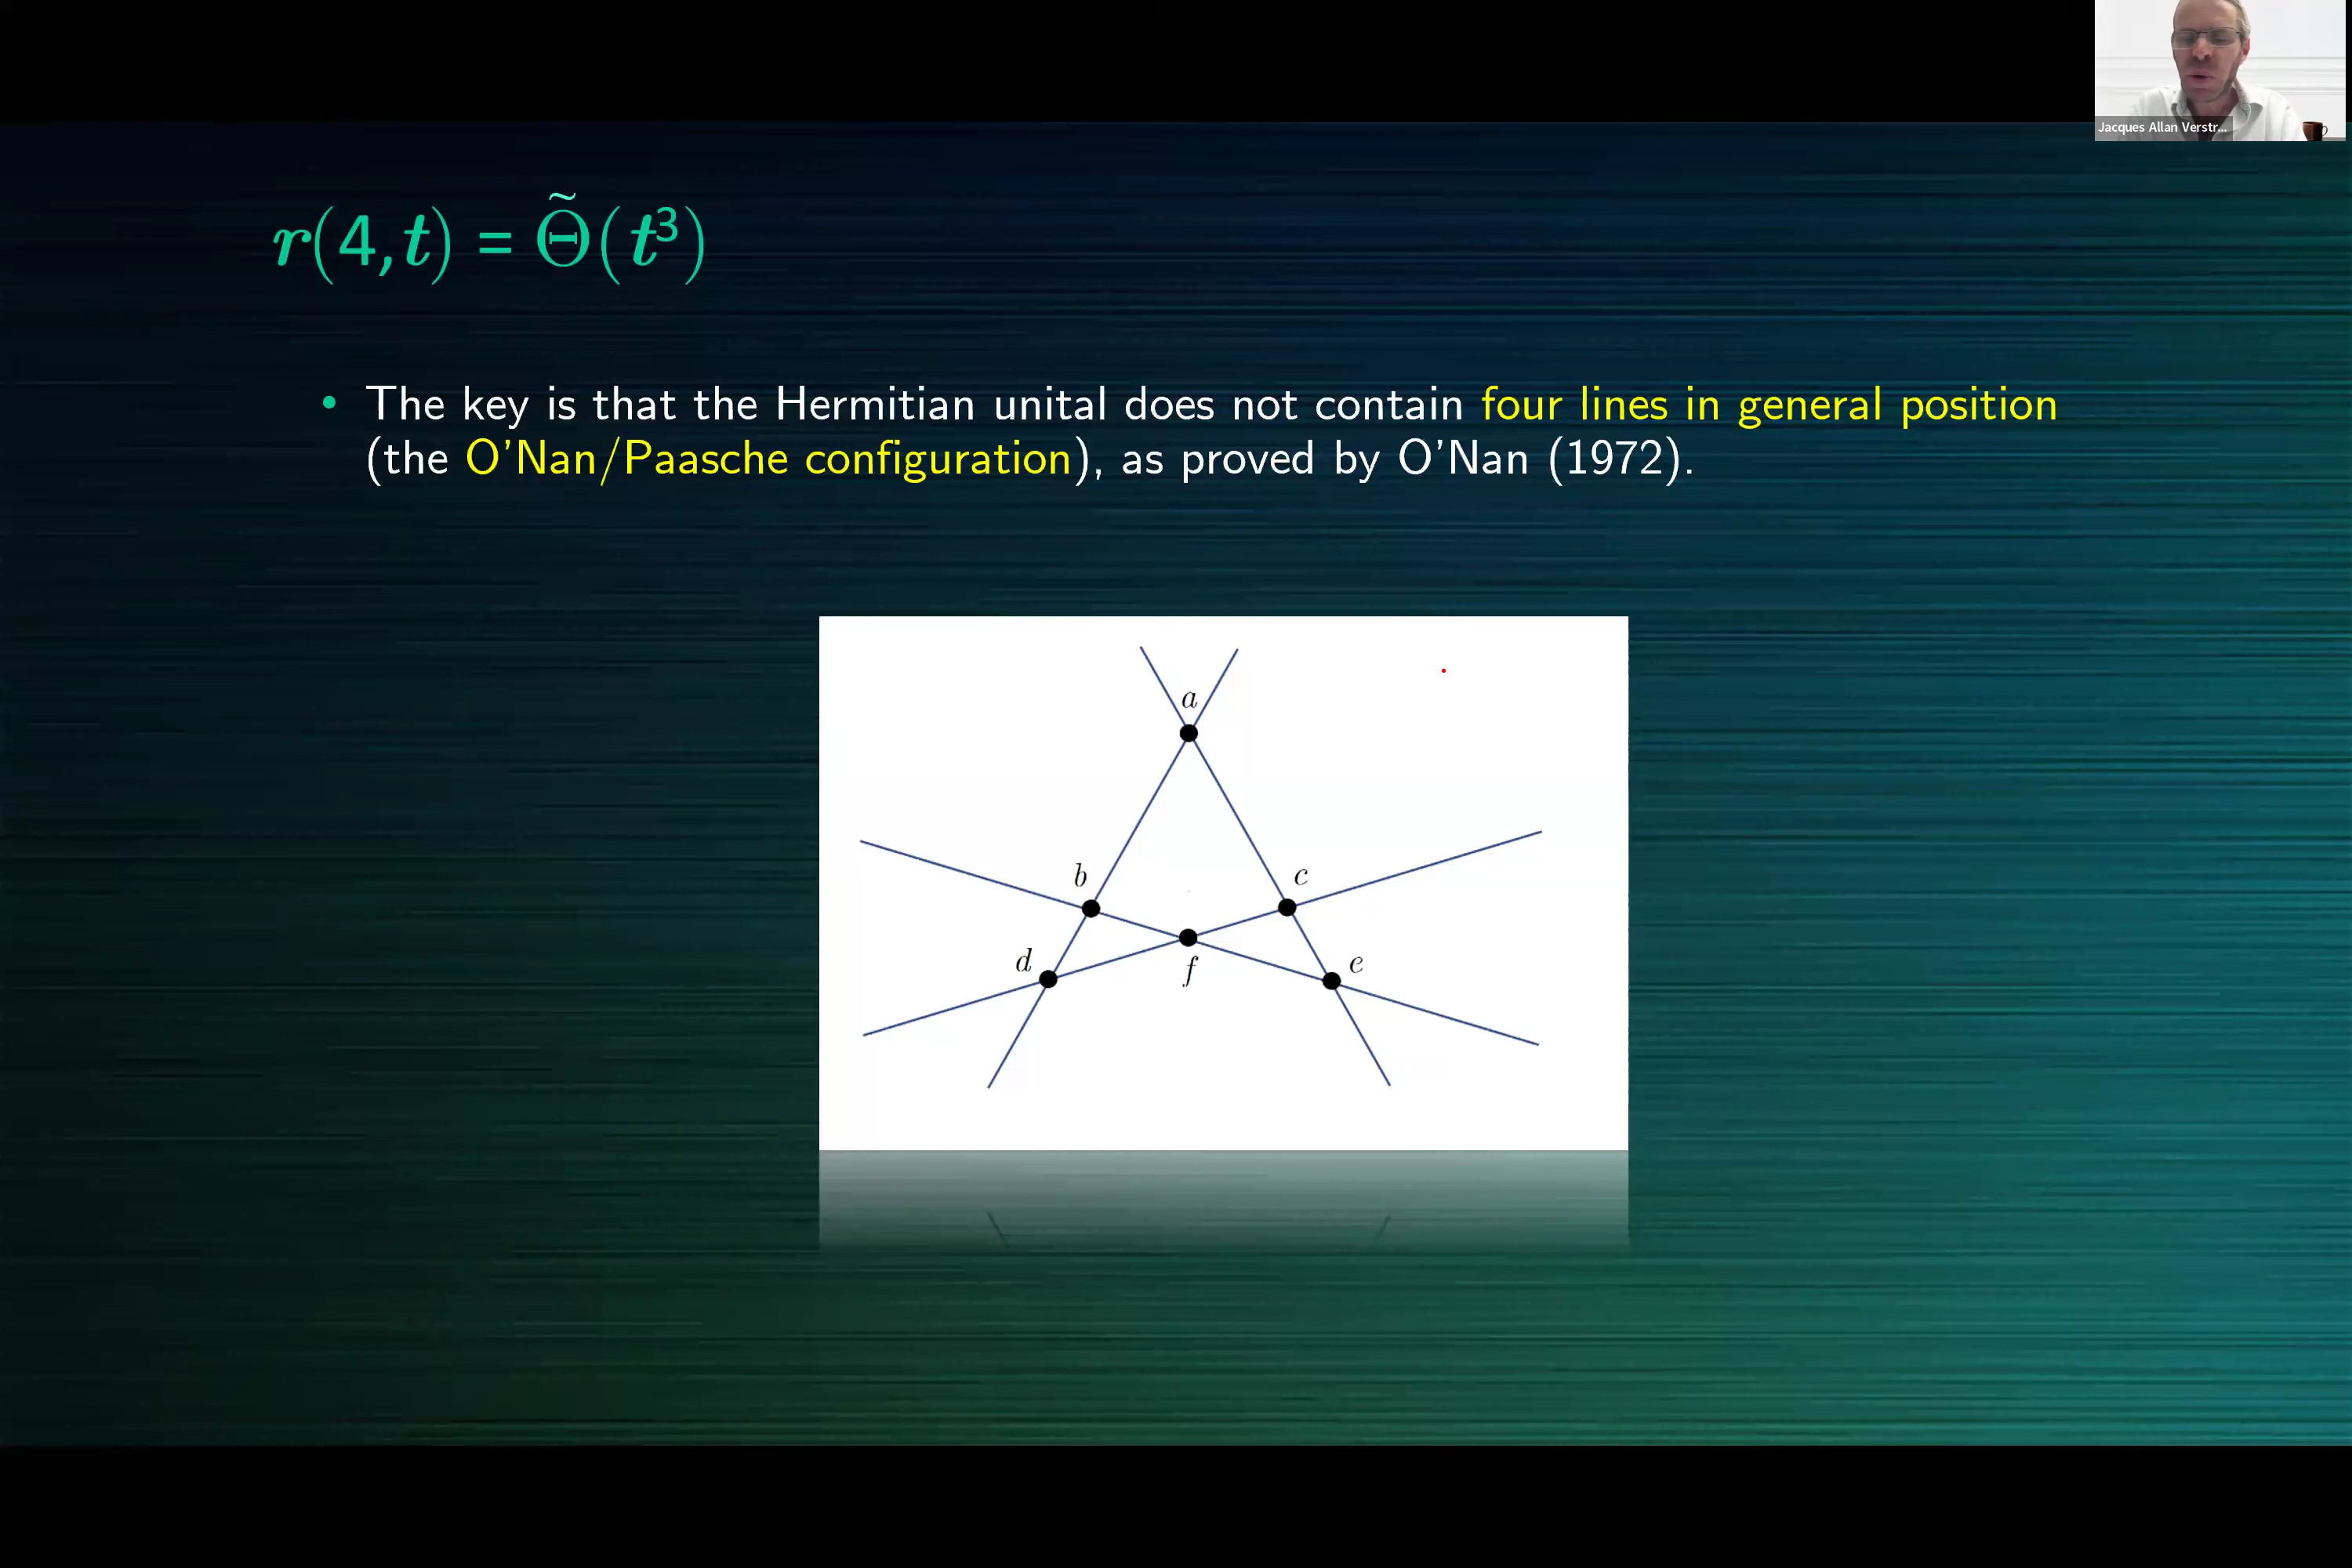 Jacques Allan Verstr...
r(4,t) = Θ̃(t³)
• The key is that the Hermitian unital does not contain four lines in general position
(the O'Nan/Paasche configuration), as proved by O'Nan (1972).
a
b c
d e
f